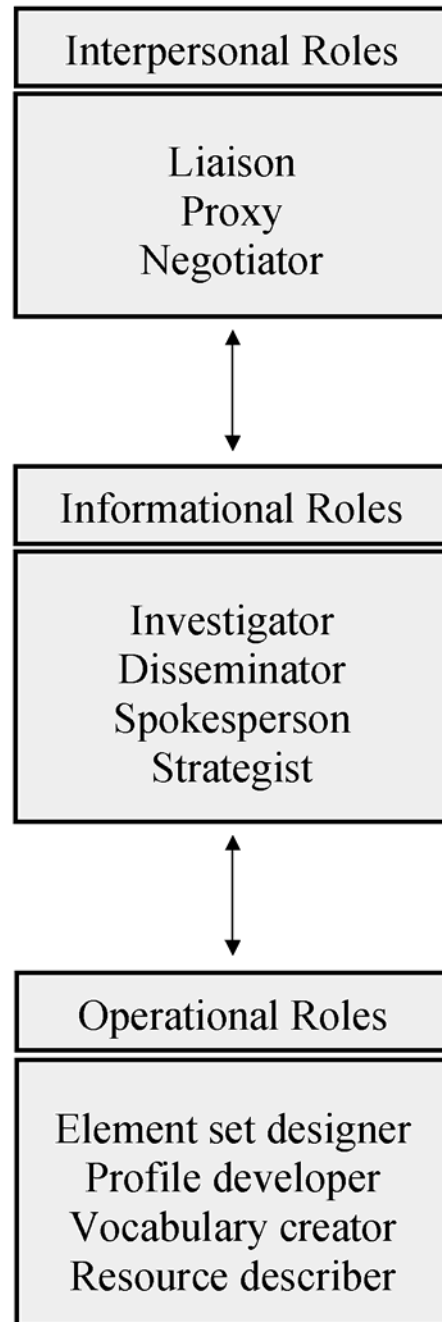 Interpersonal Roles
Liaison
Proxy
Negotiator
Informational Roles
Investigator
Disseminator
Spokesperson
Strategist
Operational Roles
Element set designer
Profile developer
Vocabulary creator
Resource describer